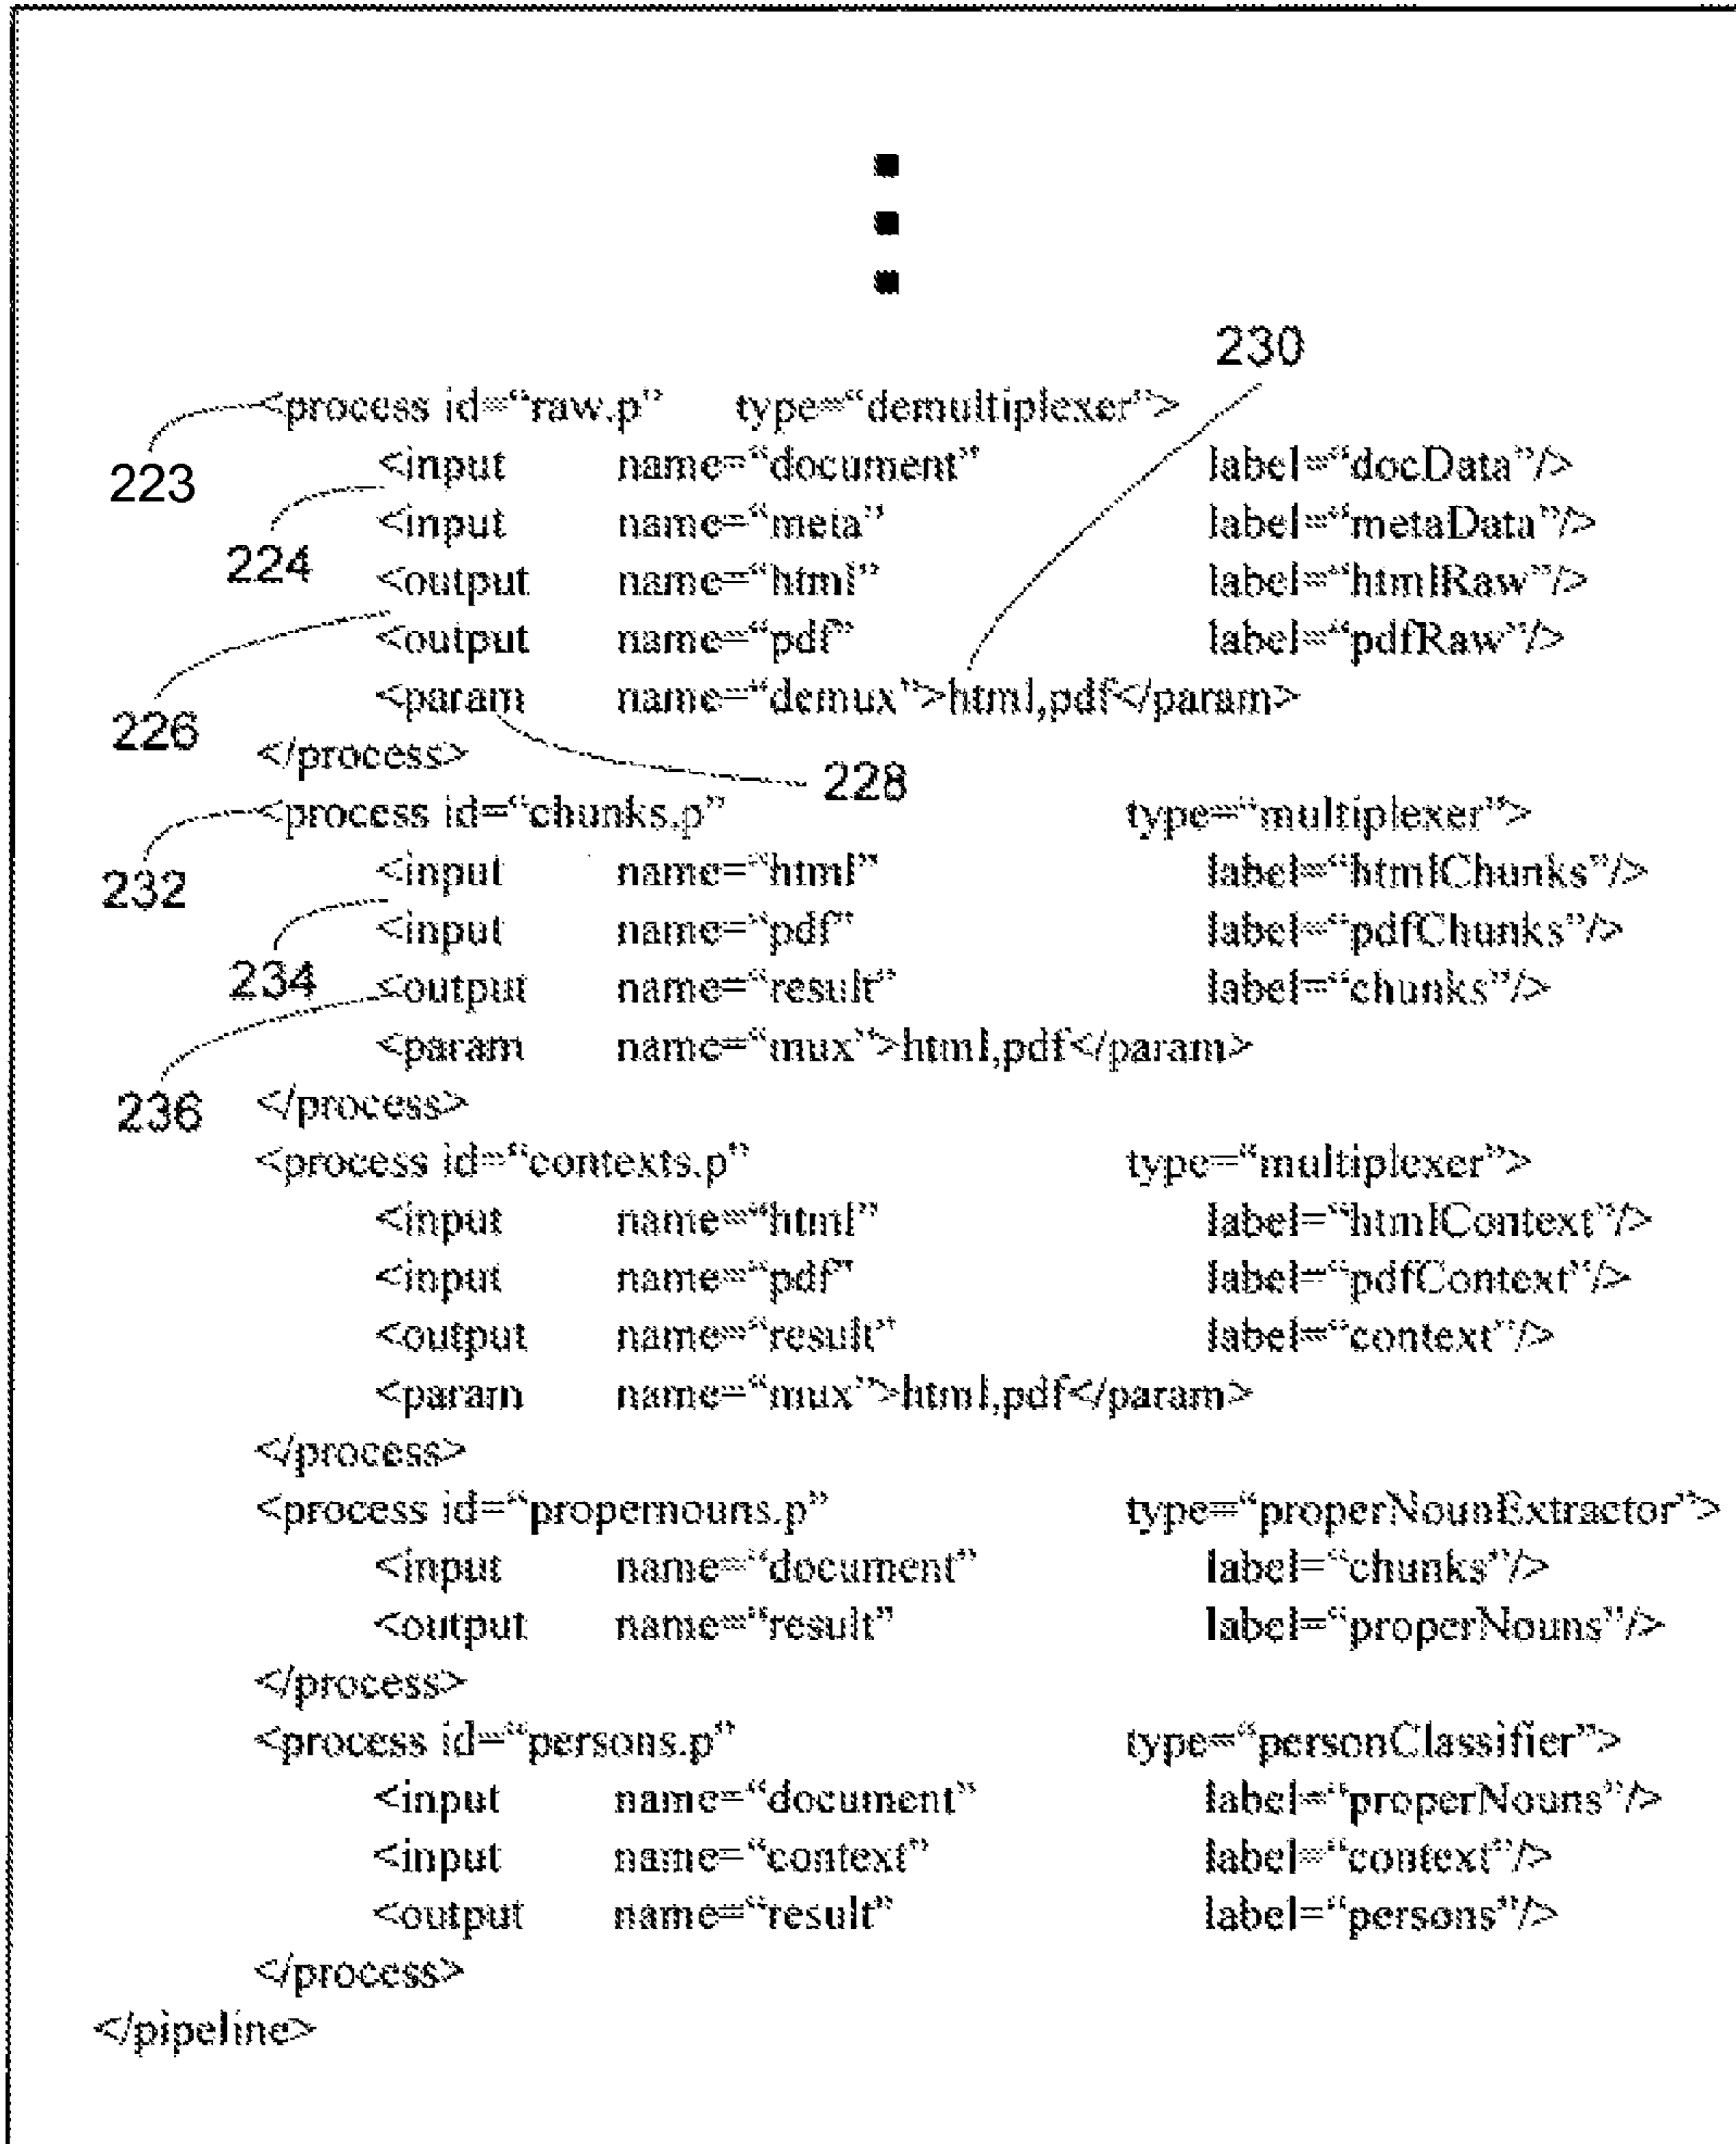 230
<process id=“raw.p” type=“demultiplexer”>
223
<input name=“document” label=“docData”/>
<input name=“meta” label=“metaData”/>
224
<output name=“html” label=“htmlRaw”/>
<output name=“pdf” label=“pdfRaw”/>
<param name=“demux”>html,pdf</param>
226
</process>
228
<process id=“chunks.p” type=“multiplexer”>
<input name=“html” label=“htmlChunks”/>
232
<input name=“pdf” label=“pdfChunks”/>
234
<output name=“result” label=“chunks”/>
<param name=“mux”>html,pdf</param>
236
</process>
<process id=“contexts.p” type=“multiplexer”>
<input name=“html” label=“htmlContext”/>
<input name=“pdf” label=“pdfContext”/>
<output name=“result” label=“context”/>
<param name=“mux”>html,pdf</param>
</process>
<process id=“propernouns.p” type=“properNounExtractor”>
<input name=“document” label=“chunks”/>
<output name=“result” label=“properNouns”/>
</process>
<process id=“persons.p” type=“personClassifier”>
<input name=“document” label=“properNouns”/>
<input name=“context” label=“context”/>
<output name=“result” label=“persons”/>
</process>
</pipeline>